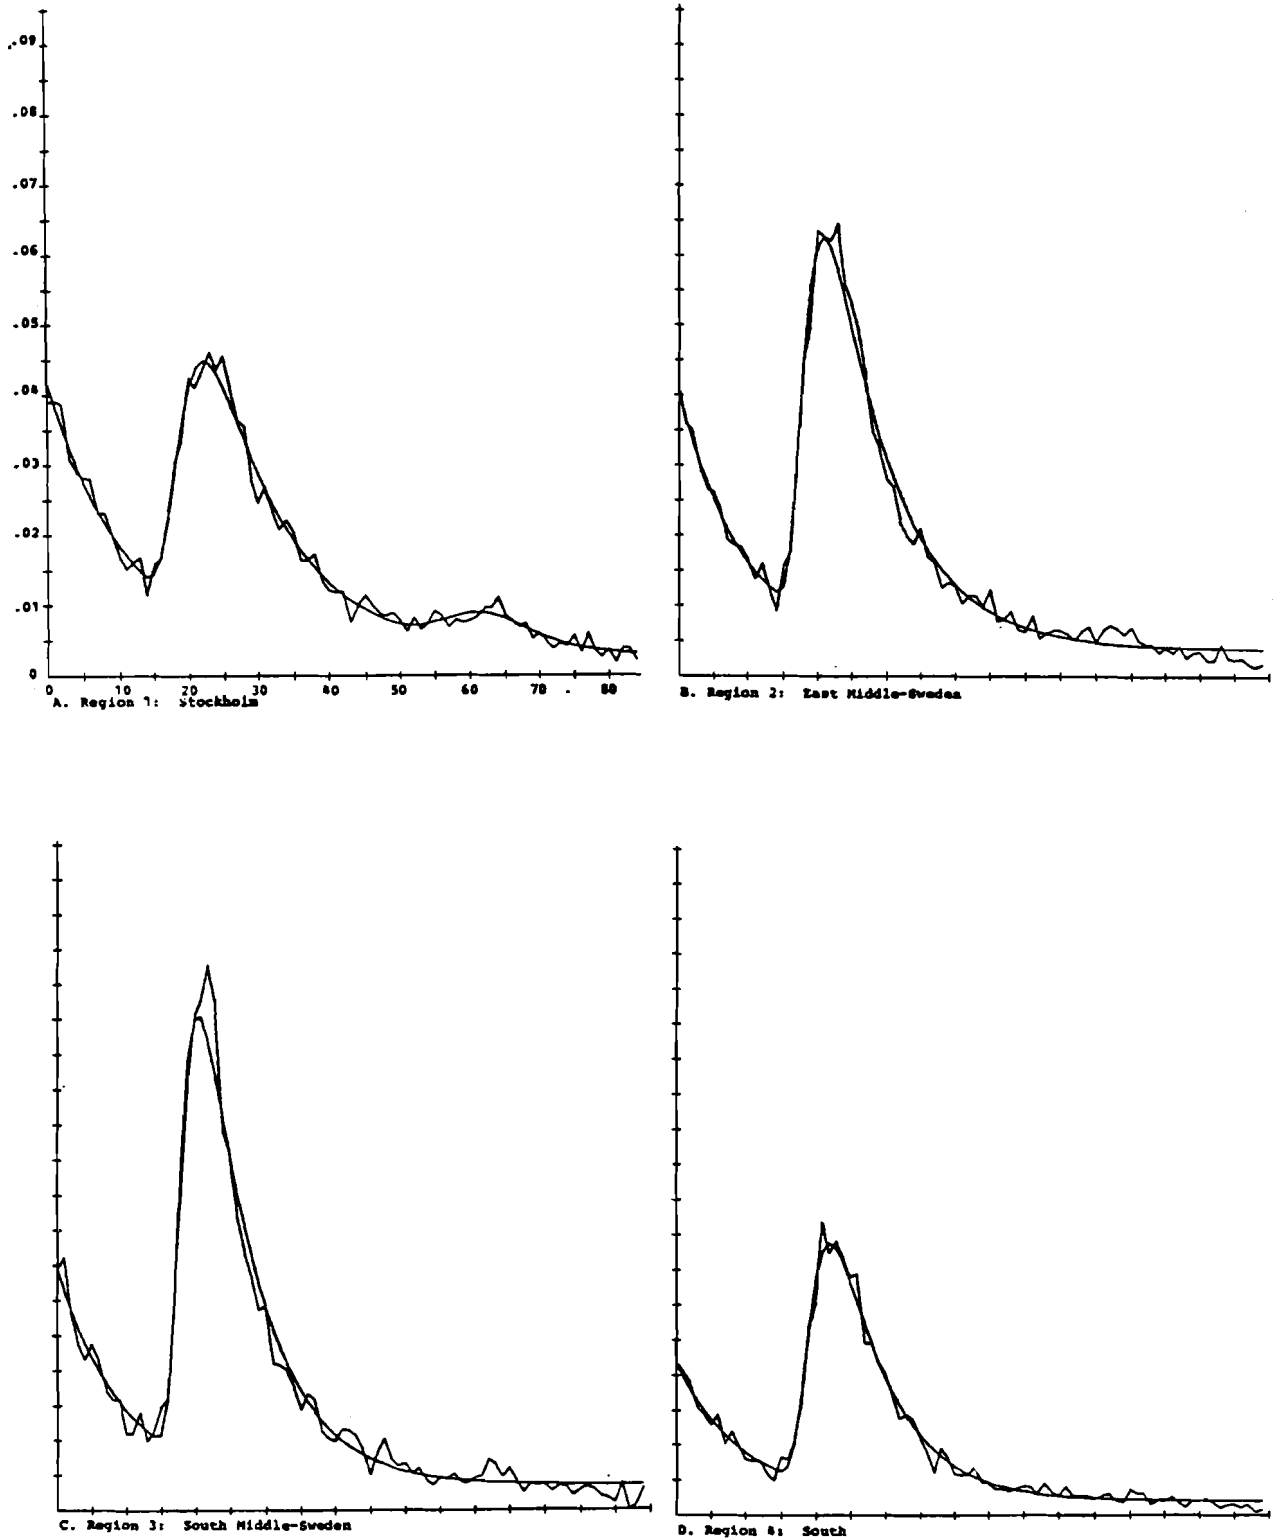 .09
.08
.07
.06
.05
.04
.03
.02
.01
0
0 10 20 30 40 50 60 70 80
A. Region 1: Stockholm
B. Region 2: East Middle-Sweden
C. Region 3: South Middle-Sweden
D. Region 4: South